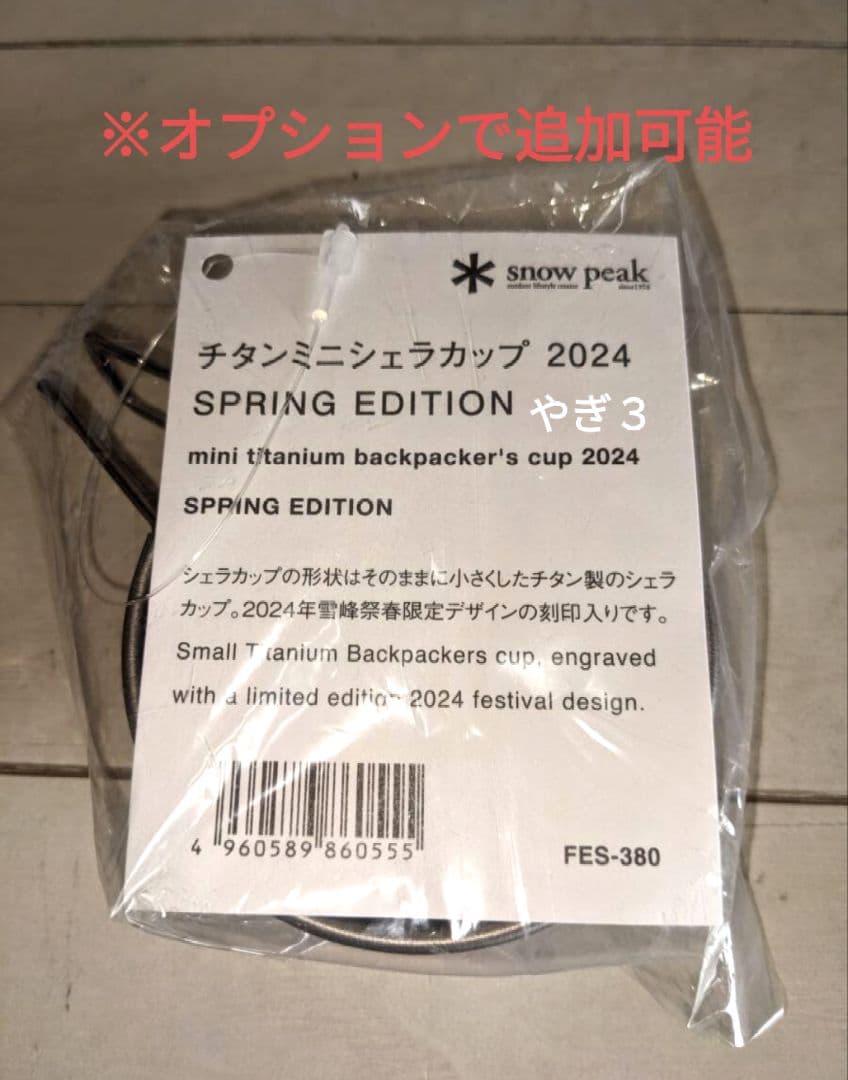 ※オプションで追加可能
snow peak
outdoor lifestyle creator since1958
チタンミニシェラカップ 2024
SPRING EDITION やぎ３
mini titanium backpacker's cup 2024
SPRING EDITION
シェラカップの形状はそのままに小さくしたチタン製のシェラ
カップ。2024年雪峰祭春限定デザインの刻印入りです。
Small Titanium Backpackers cup, engraved
with a limited edition 2024 festival design.
4 960589 860555
FES-380